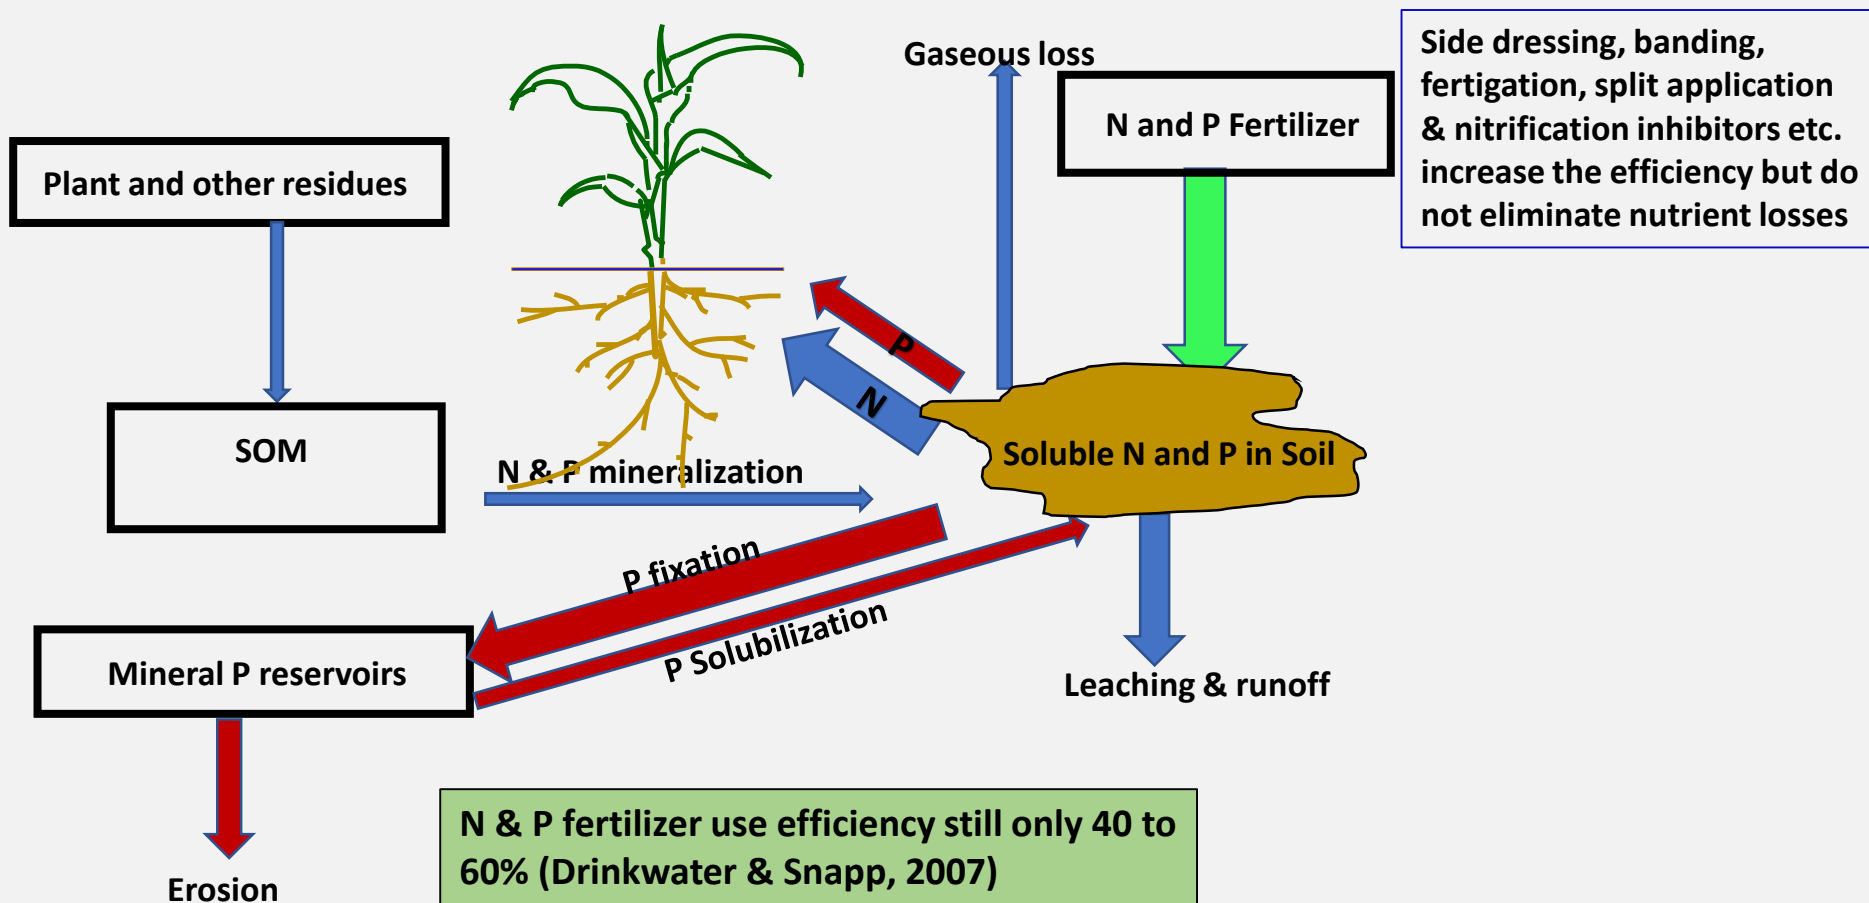 Gaseous loss
N and P Fertilizer
Side dressing, banding,
fertigation, split application
& nitrification inhibitors etc.
increase the efficiency but do
not eliminate nutrient losses
Plant and other residues
P
N
SOM
N & P mineralization
Soluble N and P in Soil
P fixation
P Solubilization
Mineral P reservoirs
Leaching & runoff
N & P fertilizer use efficiency still only 40 to
60% (Drinkwater & Snapp, 2007)
Erosion